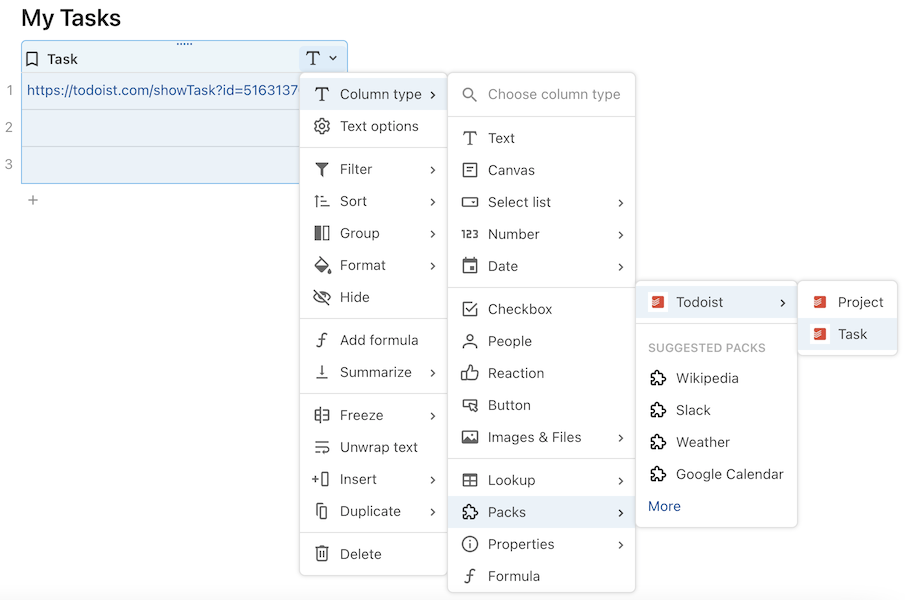 My Tasks
Task
1
https://todoist.com/showTask?id=5163137
2
3
+
Column type
Text options
Filter
Sort
Group
Format
Hide
Add formula
Summarize
Freeze
Unwrap text
Insert
Duplicate
Delete
Choose column type
Text
Canvas
Select list
123 Number
Date
Checkbox
People
Reaction
Button
Images & Files
Lookup
Packs
Properties
Formula
Todoist
SUGGESTED PACKS
Wikipedia
Slack
Weather
Google Calendar
More
Project
Task